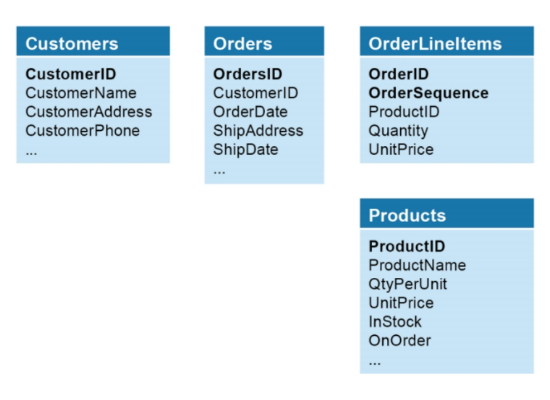 Customers
CustomerID
CustomerName
CustomerAddress
CustomerPhone
...
Orders
OrdersID
CustomerID
OrderDate
ShipAddress
ShipDate
...
OrderLineItems
OrderID
OrderSequence
ProductID
Quantity
UnitPrice
Products
ProductID
ProductName
QtyPerUnit
UnitPrice
InStock
OnOrder
...